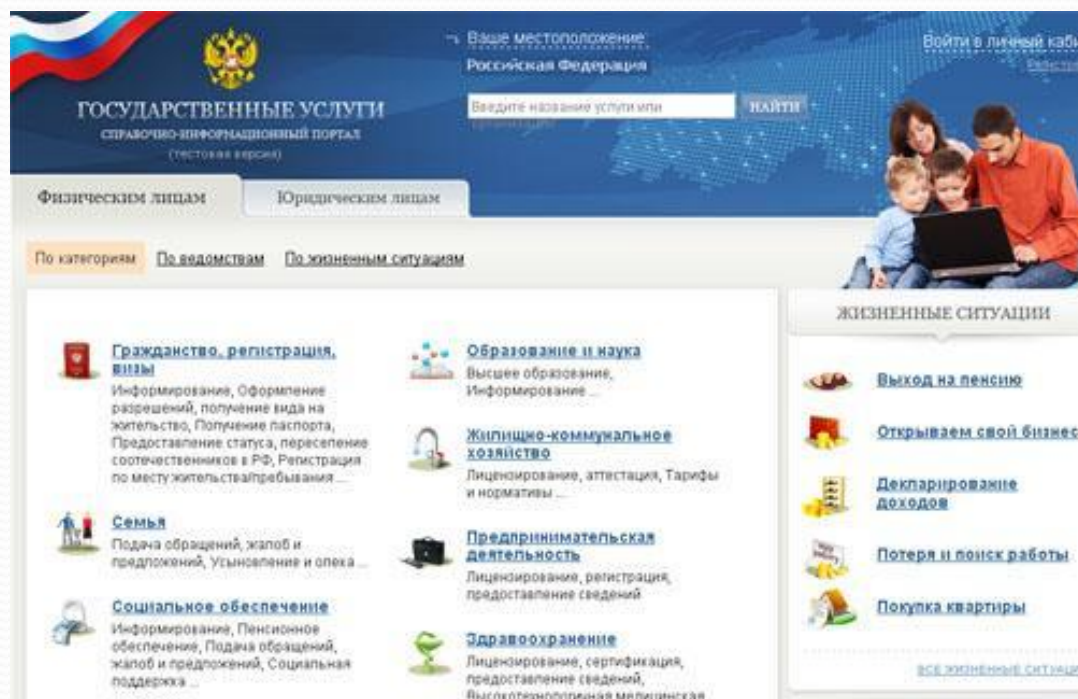 Ваше местоположение:
Российская Федерация
Войти в личный каби
ГОСУДАРСТВЕННЫЕ УСЛУГИ
СПРАВОЧНО-ИНФОРМАЦИОННЫЙ ПОРТАЛ
(тестовая версия)
Введите название услуги или
НАЙТИ
Физическим лицам
Юридическим лицам
По категориям
По ведомствам
По жизненным ситуациям
Гражданство, регистрация,
визы
Информирование, Оформление
разрешений, получение вида на
жительство, Получение паспорта,
Предоставление статуса, переселение
соотечественников в РФ, Регистрация
по месту жительства/пребывания ...
Семья
Подача обращений, жалоб и
предложений, Усыновление и опека ...
Социальное обеспечение
Информирование, Пенсионное
обеспечение, Подача обращений,
жалоб и предложений, Социальная
поддержка ...
Образование и наука
Высшее образование,
Информирование ...
Жилищно-коммунальное
хозяйство
Лицензирование, аттестация, Тарифы
и нормативы ...
Предпринимательская
деятельность
Лицензирование, регистрация,
предоставление сведений
Здравоохранение
Лицензирование, сертификация,
предоставление сведений,
Высокотехнологичная медицинская
ЖИЗНЕННЫЕ СИТУАЦИИ
Выход на пенсию
Открываем свой бизнес
Декларирование
доходов
Потеря и поиск работы
Покупка квартиры
ВСЕ ЖИЗНЕННЫЕ СИТУАЦИ